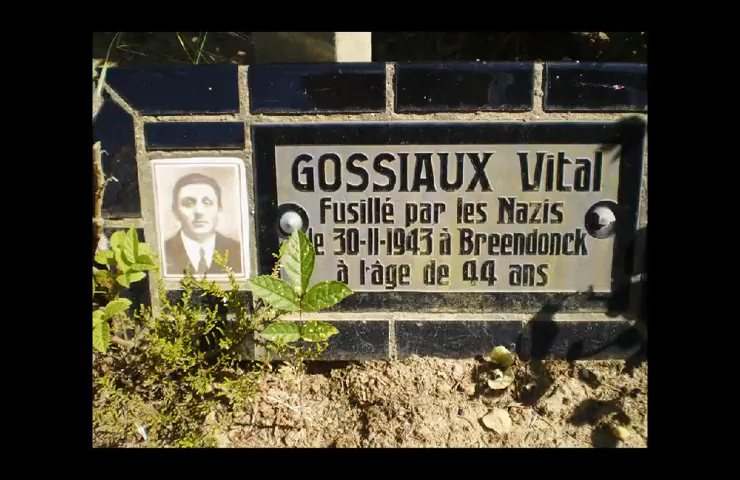 GOSSIAUX Vital
Fusillé par les Nazis
le 30-11-1943 à Breendonck
à l'âge de 44 ans